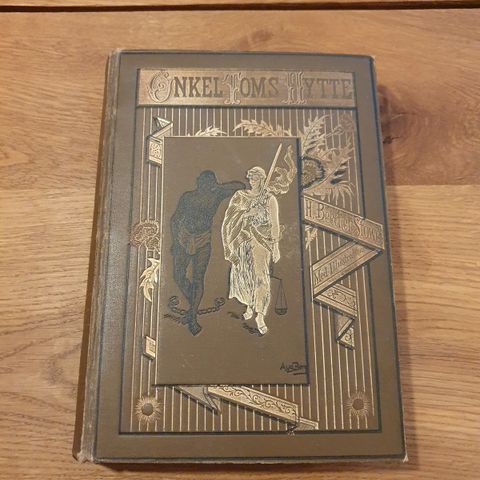 ONKEL TOMS HYTTE
H. BEECHER STOWE